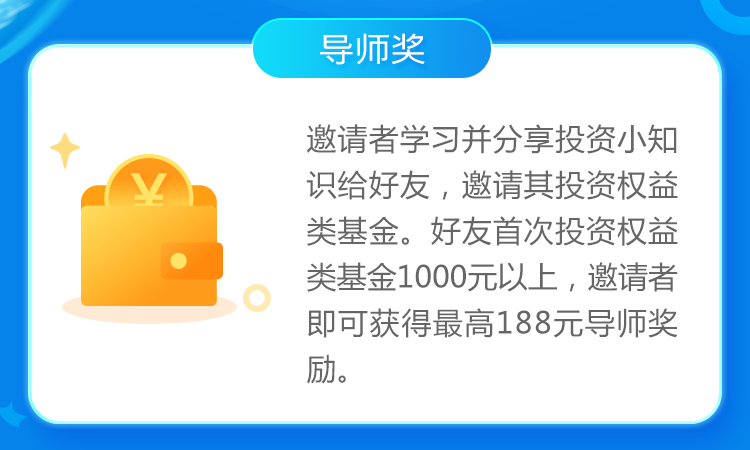 导师奖
¥
邀请者学习并分享投资小知
识给好友，邀请其投资权益
类基金。好友首次投资权益
类基金1000元以上，邀请者
即可获得最高188元导师奖
励。